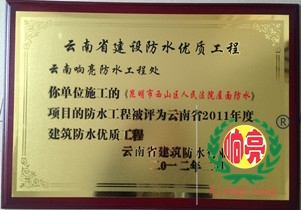 云南省建设防水优质工程
云南响亮防水工程处
你单位施工的《昆明市西山区人民法院屋面防水》
项目的防水工程被评为云南省2011年度
建筑防水优质工程
云南省建筑防水
二〇一二年
响亮
®